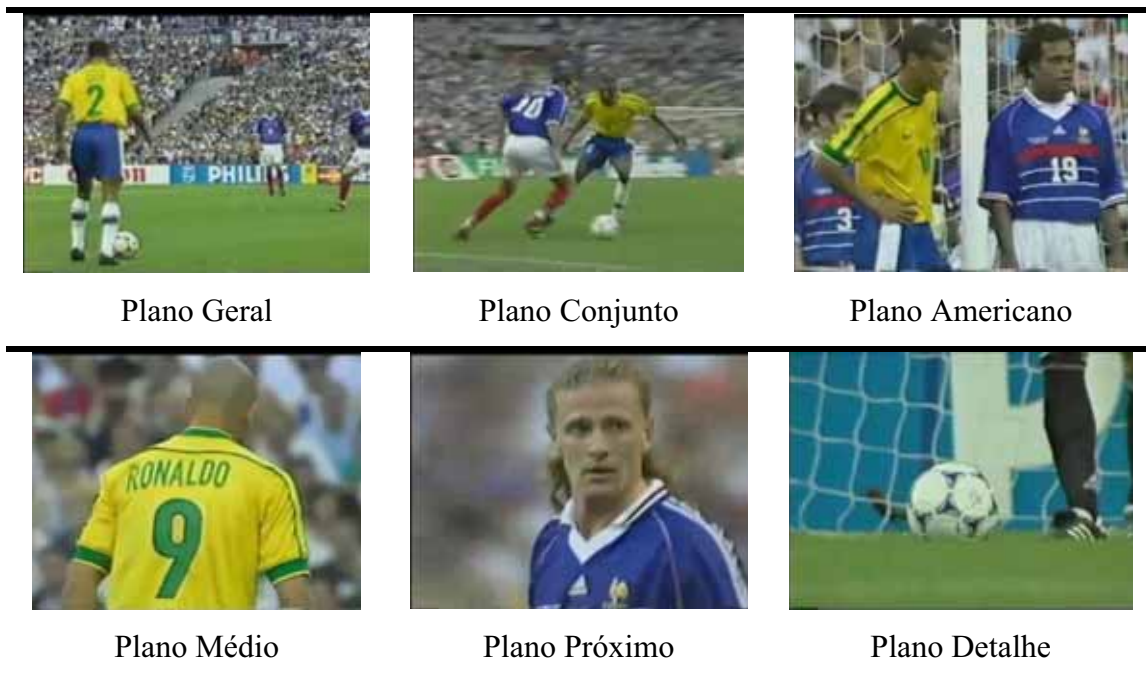 2
PHILIPS
10
3
19
Plano Geral
Plano Conjunto
Plano Americano
RONALDO
9
Plano Médio
Plano Próximo
Plano Detalhe